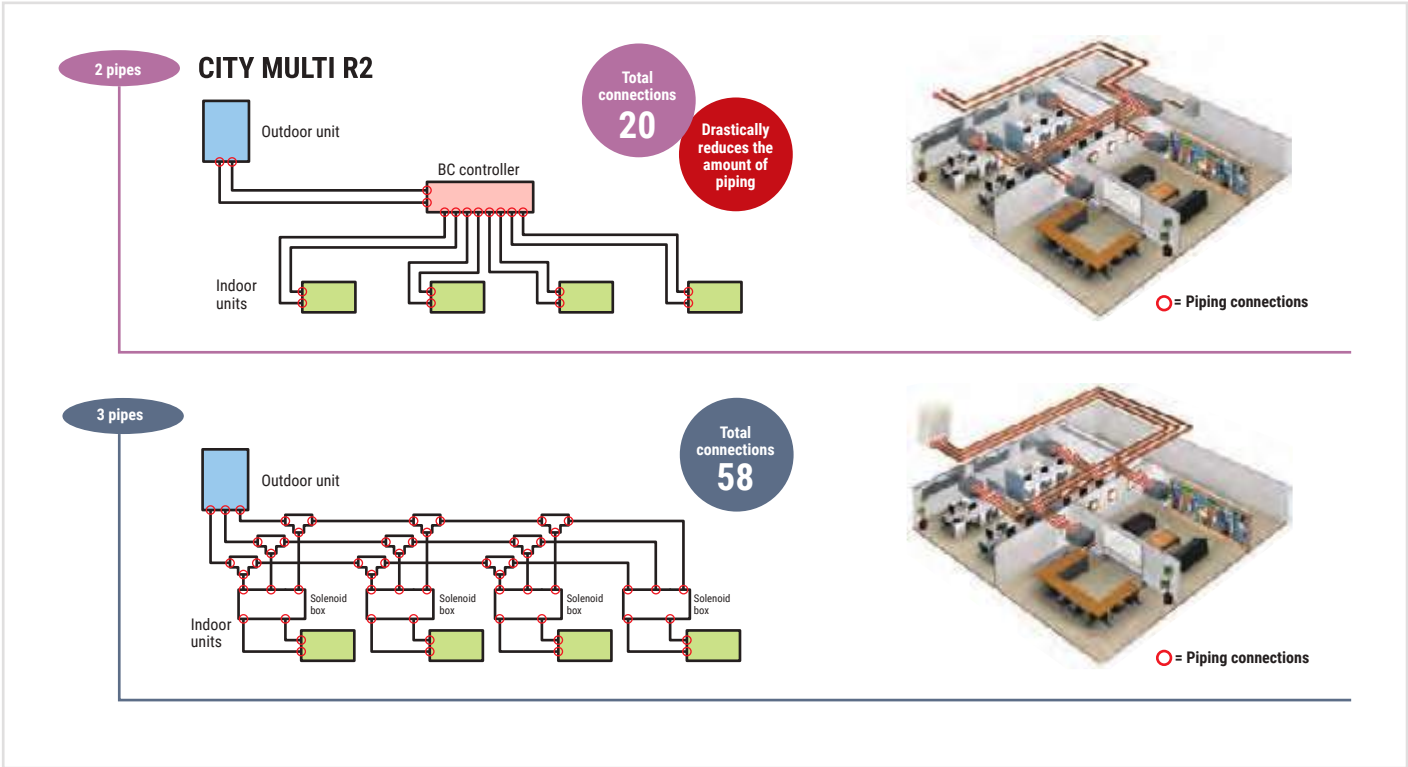 2 pipes
CITY MULTI R2
Total
connections
20
Drastically
reduces the
amount of
piping
Outdoor unit
BC controller
Indoor
units
= Piping connections
3 pipes
Total
connections
58
Outdoor unit
Solenoid
box
Solenoid
box
Solenoid
box
Solenoid
box
Indoor
units
= Piping connections